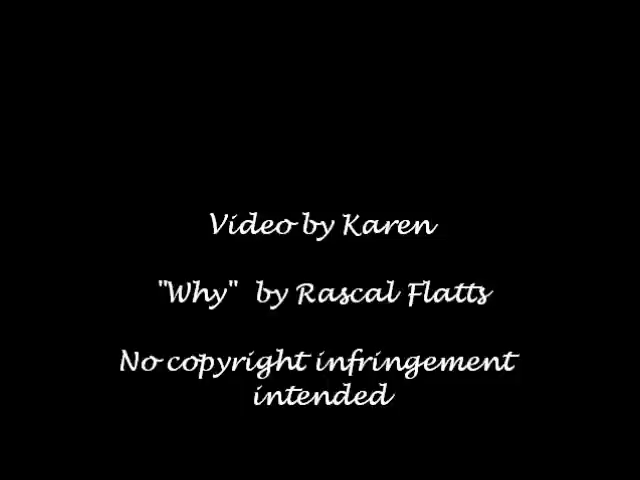 Video by Karen
"Why" by Rascal Flatts
No copyright infringement
intended